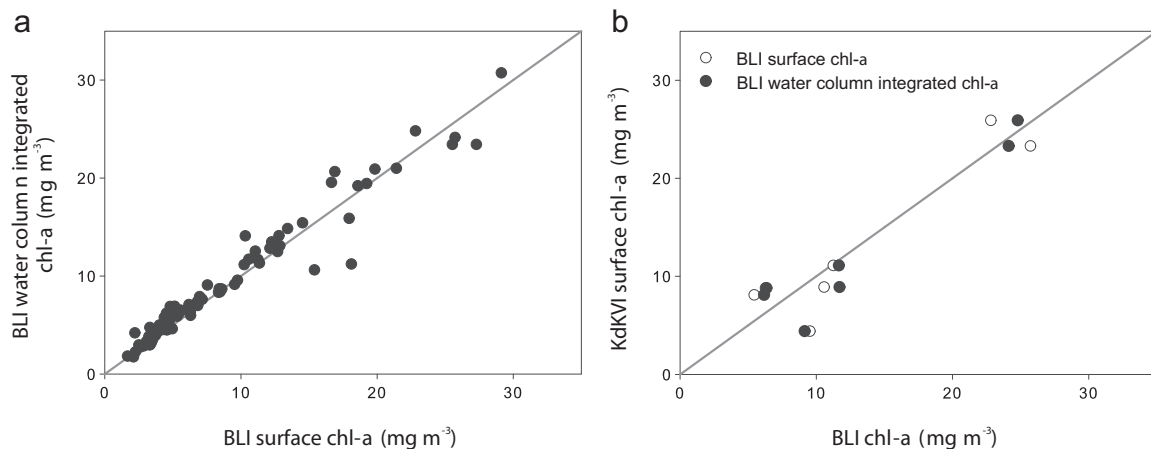 a
BLI water column integrated
chl-a (mg m-3)
30
20
10
0
0 10 20 30
BLI surface chl-a (mg m-3)
b
BLI surface chl-a
BLI water column integrated chl-a
KdKVI surface chl-a (mg m-3)
30
20
10
0
0 10 20 30
BLI chl-a (mg m-3)